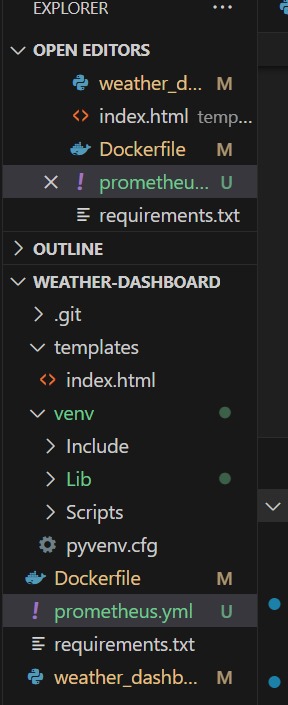 EXPLORER ...
OPEN EDITORS
weather_d... M
index.html temp...
Dockerfile M
! prometheu... U
requirements.txt
OUTLINE
WEATHER-DASHBOARD
.git
templates
index.html
venv
Include
Lib
Scripts
pyvenv.cfg
Dockerfile M
! prometheus.yml U
requirements.txt
weather_dashb... M